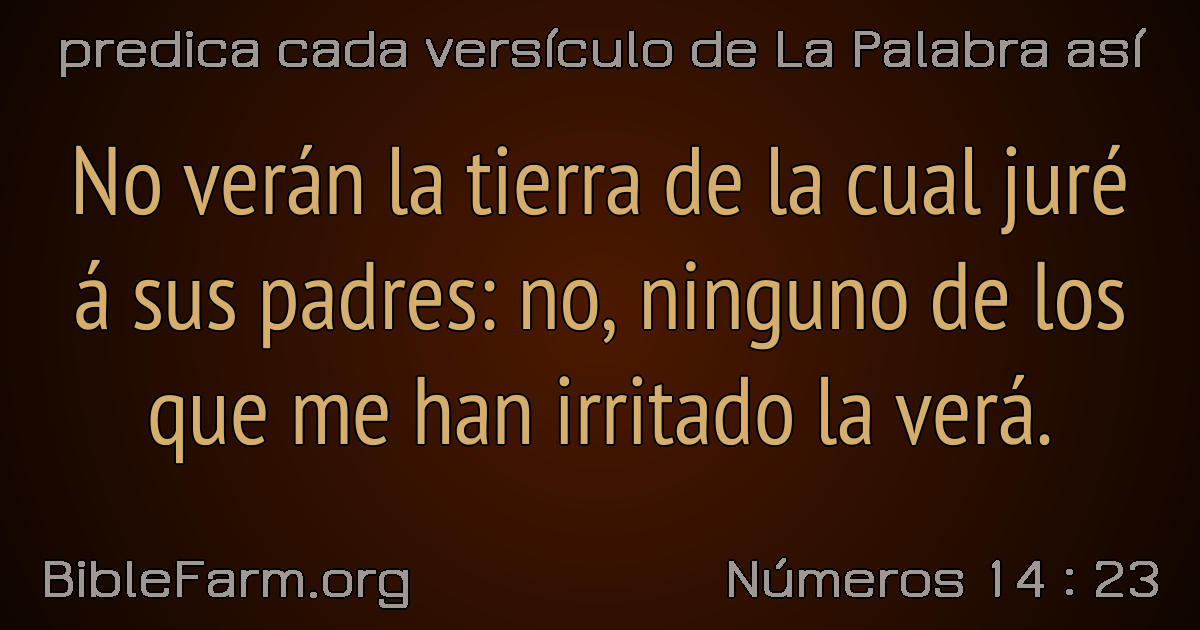 predica cada versículo de La Palabra así
No verán la tierra de la cual juré
á sus padres: no, ninguno de los
que me han irritado la verá.
BibleFarm.org
Números 14 : 23